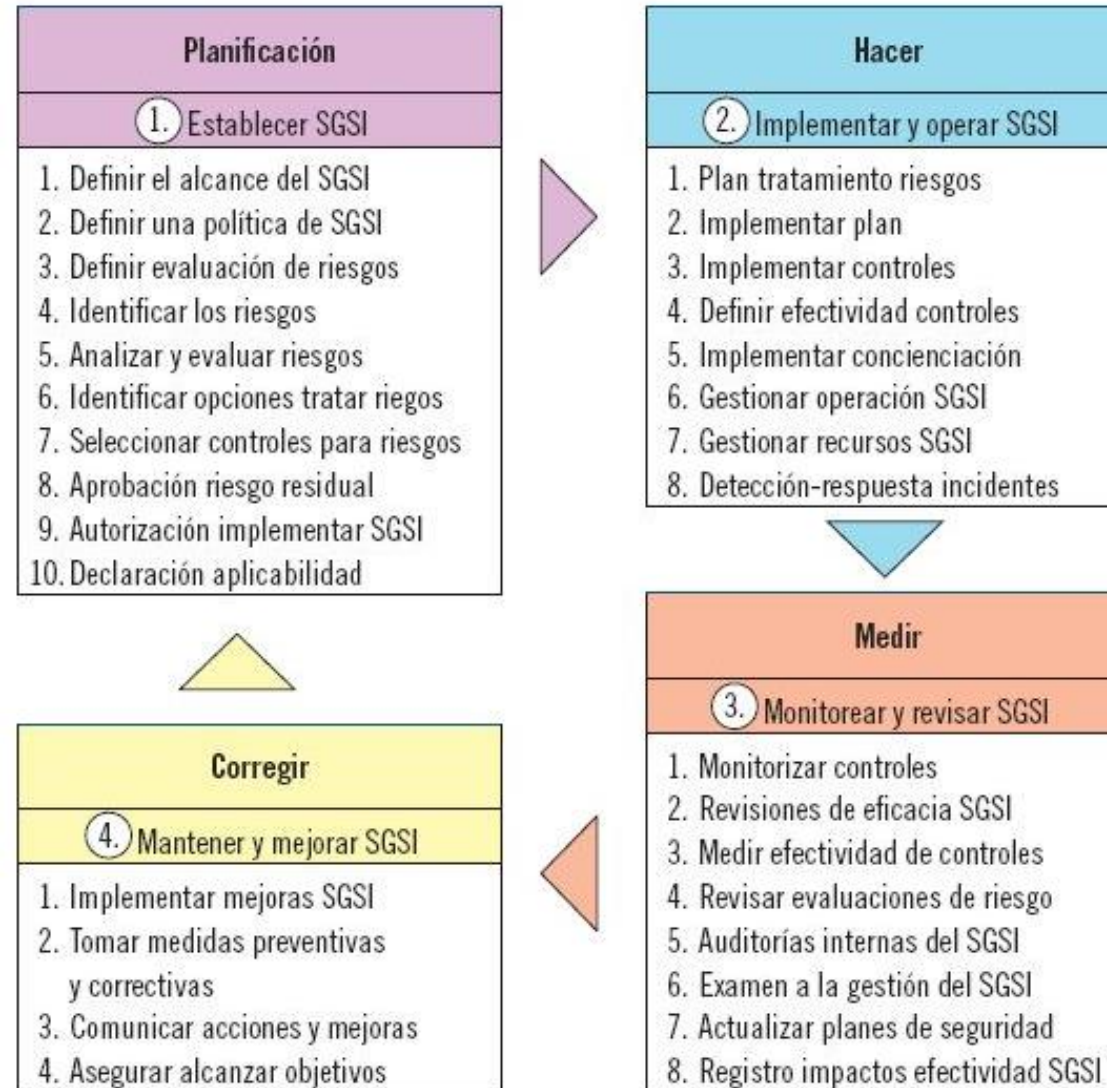 Planificación
1. Establecer SGSI
1. Definir el alcance del SGSI
2. Definir una política de SGSI
3. Definir evaluación de riesgos
4. Identificar los riesgos
5. Analizar y evaluar riesgos
6. Identificar opciones tratar riegos
7. Seleccionar controles para riesgos
8. Aprobación riesgo residual
9. Autorización implementar SGSI
10. Declaración aplicabilidad
Hacer
2. Implementar y operar SGSI
1. Plan tratamiento riesgos
2. Implementar plan
3. Implementar controles
4. Definir efectividad controles
5. Implementar concienciación
6. Gestionar operación SGSI
7. Gestionar recursos SGSI
8. Detección-respuesta incidentes
Medir
3. Monitorear y revisar SGSI
1. Monitorizar controles
2. Revisiones de eficacia SGSI
3. Medir efectividad de controles
4. Revisar evaluaciones de riesgo
5. Auditorías internas del SGSI
6. Examen a la gestión del SGSI
7. Actualizar planes de seguridad
8. Registro impactos efectividad SGSI
Corregir
4. Mantener y mejorar SGSI
1. Implementar mejoras SGSI
2. Tomar medidas preventivas
y correctivas
3. Comunicar acciones y mejoras
4. Asegurar alcanzar objetivos